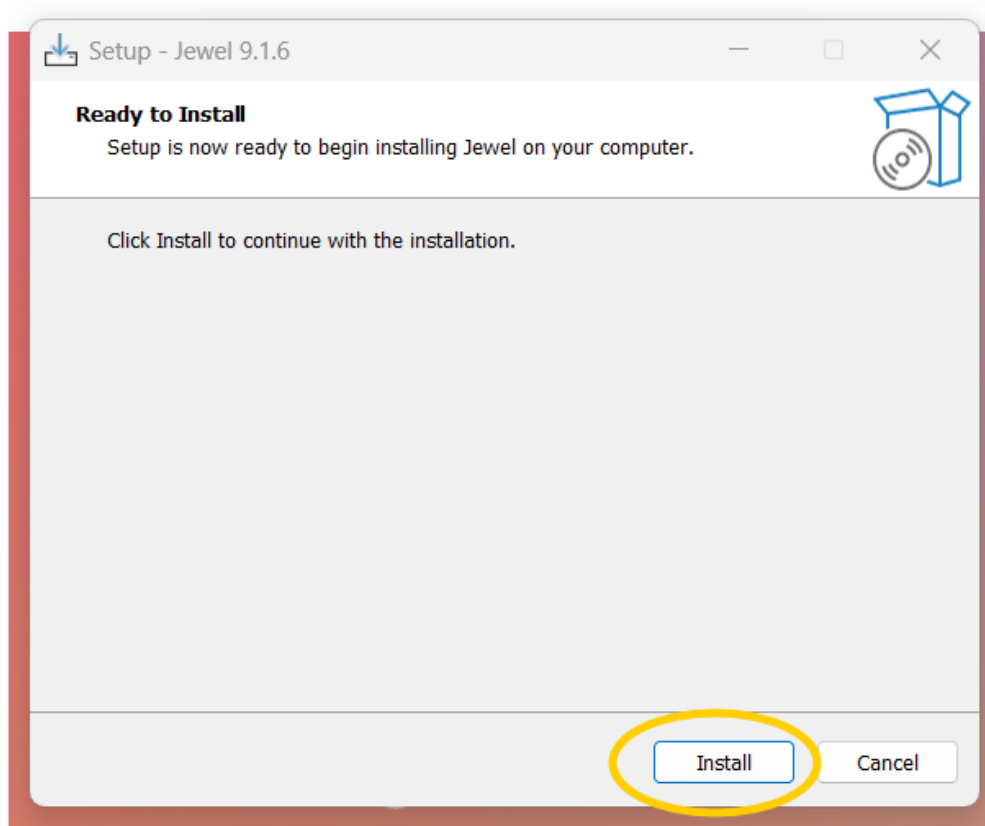 Setup - Jewel 9.1.6
Ready to Install
Setup is now ready to begin installing Jewel on your computer.
Click Install to continue with the installation.
Install
Cancel